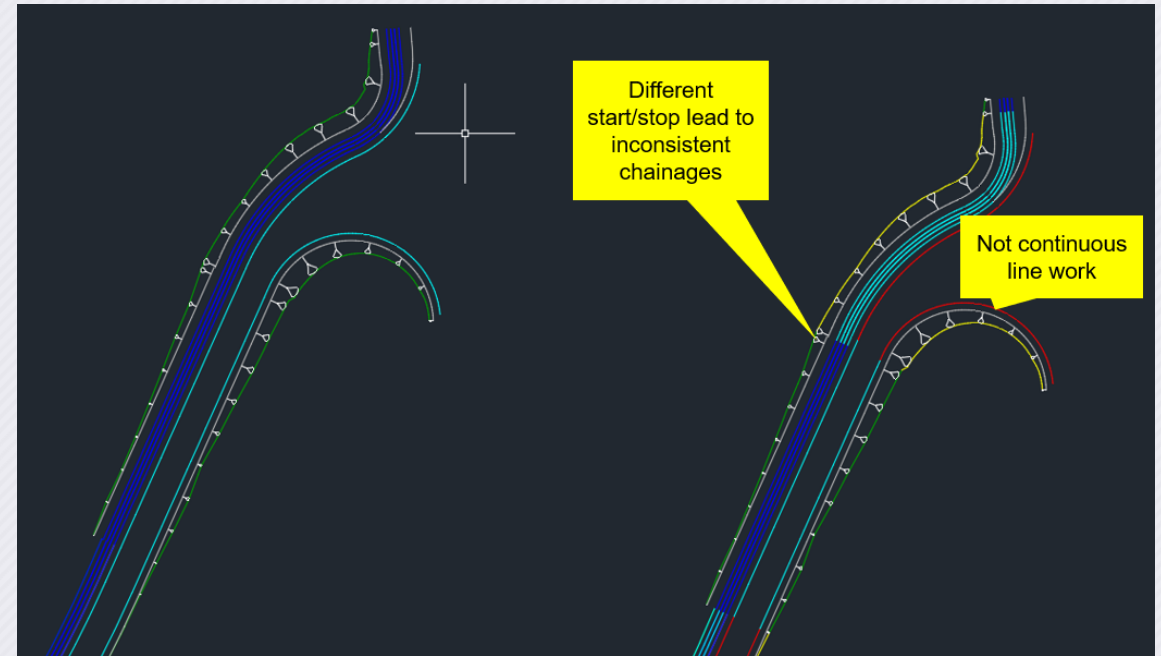 Different
start/stop lead to
inconsistent
chainages
Not continuous
line work